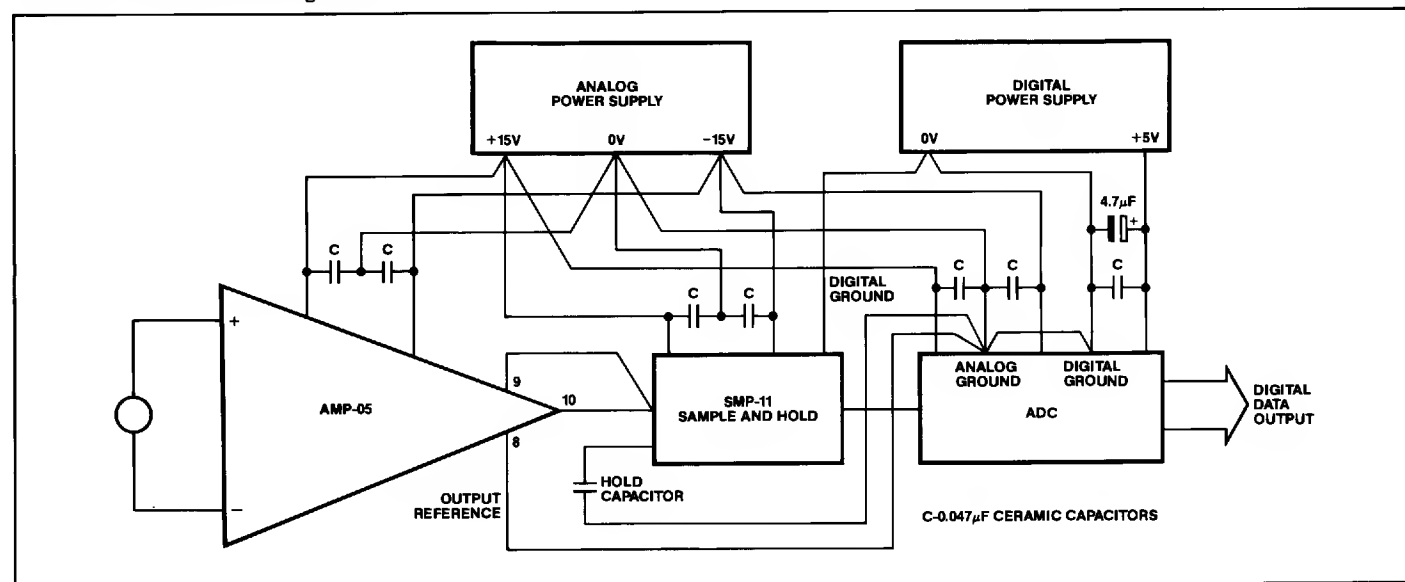 ANALOG
POWER SUPPLY
+15V
0V
−15V
DIGITAL
POWER SUPPLY
0V
+5V
4.7µF
+
C
C
C
C
DIGITAL
GROUND
C
C
C
+
−
AMP-05
9
10
8
OUTPUT
REFERENCE
SMP-11
SAMPLE AND HOLD
HOLD
CAPACITOR
ANALOG
GROUND
DIGITAL
GROUND
ADC
DIGITAL
DATA
OUTPUT
C-0.047µF CERAMIC CAPACITORS